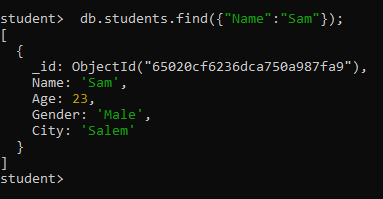 student>  db.students.find({"Name":"Sam"});
[
  {
    _id: ObjectId("65020cf6236dca750a987fa9"),
    Name: 'Sam',
    Age: 23,
    Gender: 'Male',
    City: 'Salem'
  }
]
student>